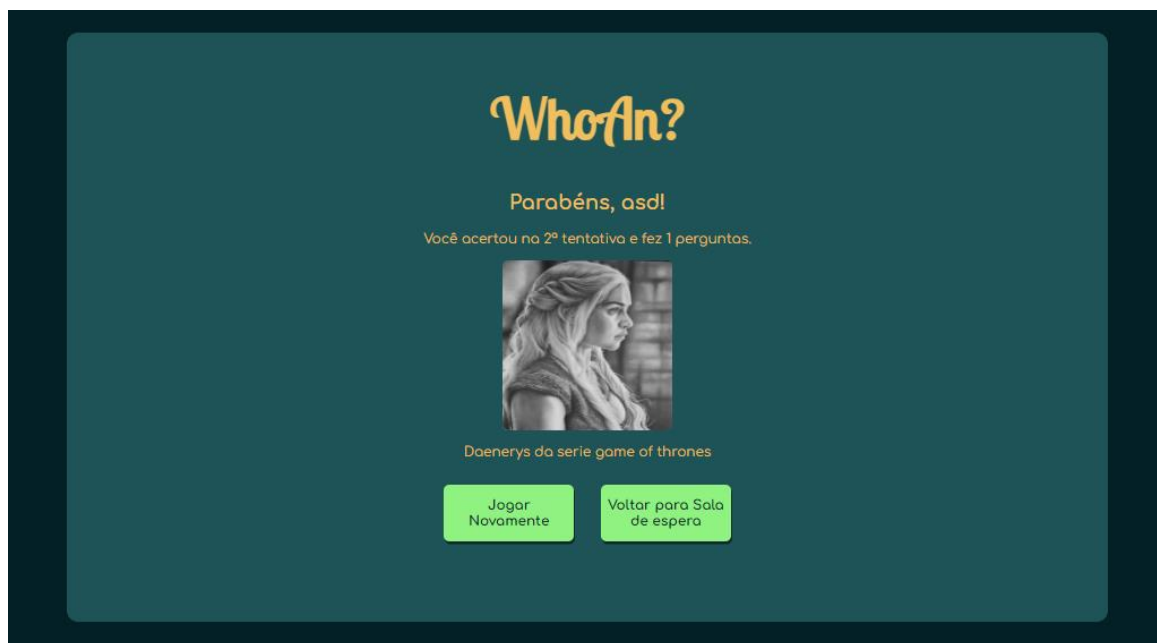 WhoAn?
Parabéns, asd!
Você acertou na 2ª tentativa e fez 1 perguntas.
Daenerys da serie game of thrones
Jogar
Novamente
Voltar para Sala
de espera